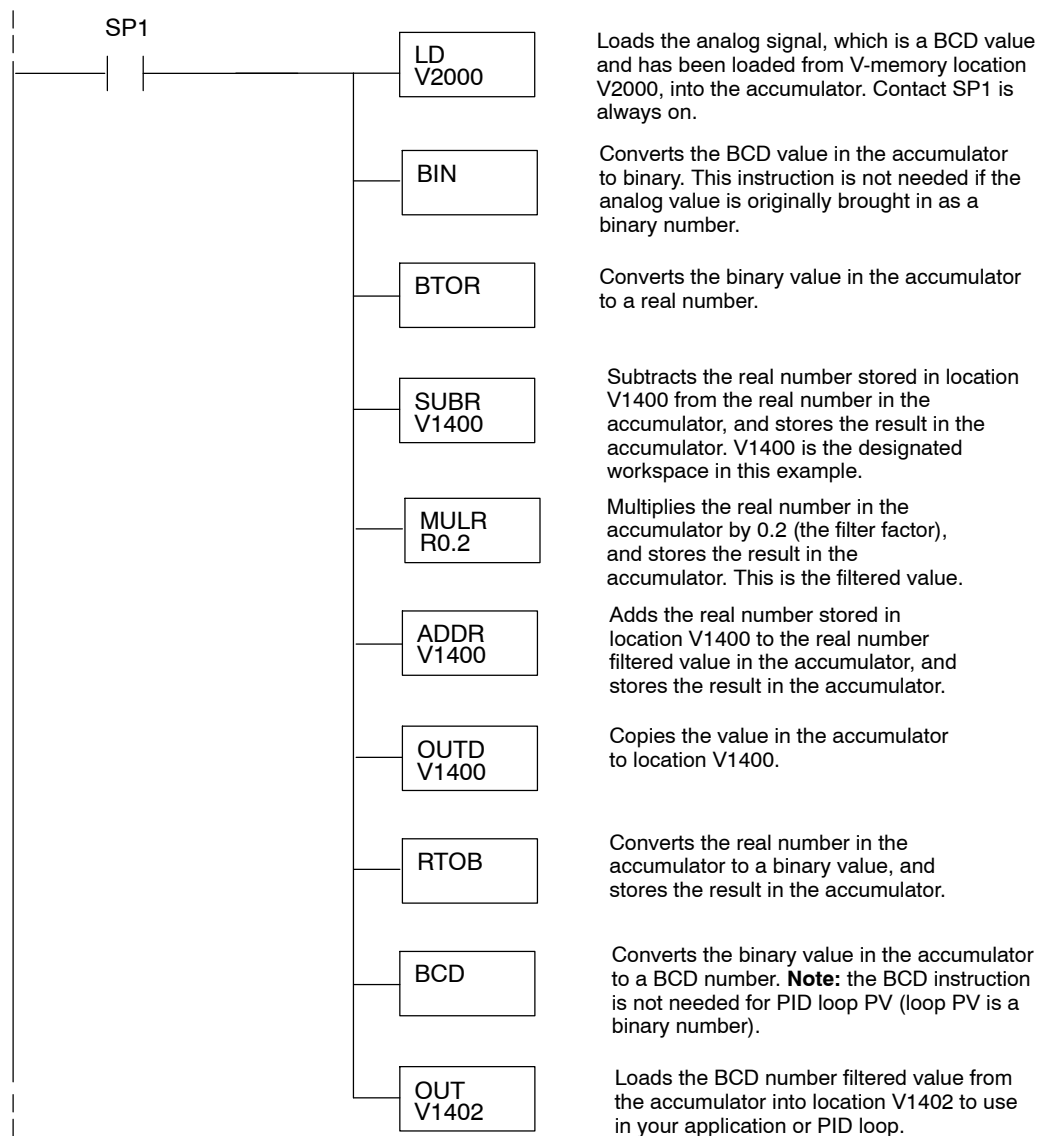 SP1
LD
V2000
Loads the analog signal, which is a BCD value
and has been loaded from V-memory location
V2000, into the accumulator. Contact SP1 is
always on.
BIN
Converts the BCD value in the accumulator
to binary. This instruction is not needed if the
analog value is originally brought in as a
binary number.
BTOR
Converts the binary value in the accumulator
to a real number.
SUBR
V1400
Subtracts the real number stored in location
V1400 from the real number in the
accumulator, and stores the result in the
accumulator. V1400 is the designated
workspace in this example.
MULR
R0.2
Multiplies the real number in the
accumulator by 0.2 (the filter factor),
and stores the result in the
accumulator. This is the filtered value.
ADDR
V1400
Adds the real number stored in
location V1400 to the real number
filtered value in the accumulator, and
stores the result in the accumulator.
OUTD
V1400
Copies the value in the accumulator
to location V1400.
RTOB
Converts the real number in the
accumulator to a binary value, and
stores the result in the accumulator.
BCD
Converts the binary value in the accumulator
to a BCD number. Note: the BCD instruction
is not needed for PID loop PV (loop PV is a
binary number).
OUT
V1402
Loads the BCD number filtered value from
the accumulator into location V1402 to use
in your application or PID loop.